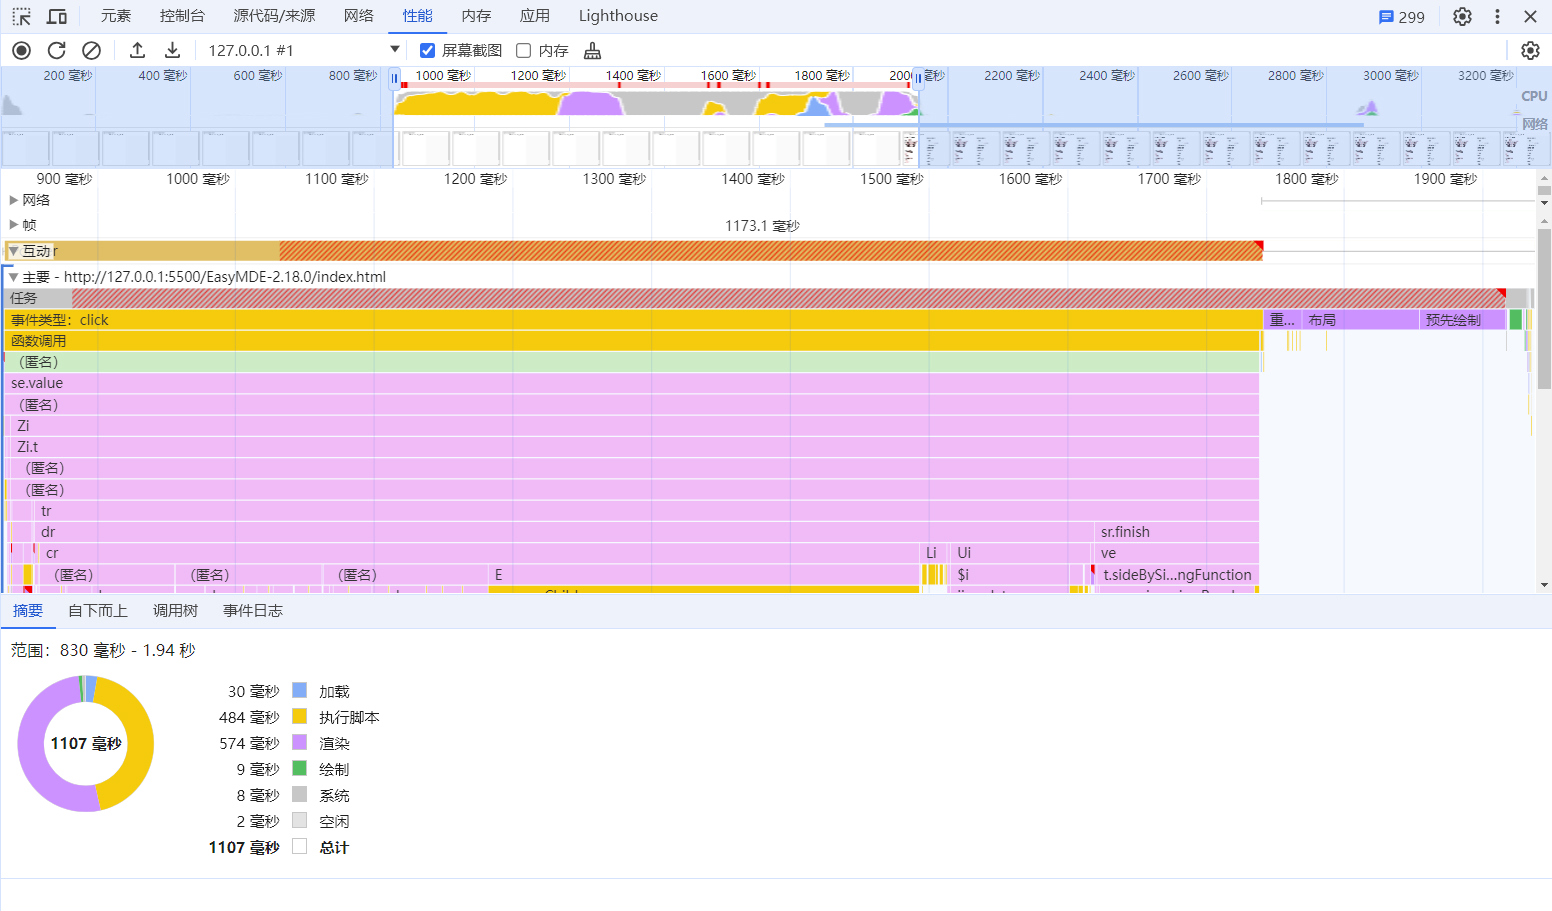 元素 控制台 源代码/来源 网络 性能 内存 应用 Lighthouse 299
127.0.0.1 #1 屏幕截图 内存
200 毫秒 400 毫秒 600 毫秒 800 毫秒 1000 毫秒 1200 毫秒 1400 毫秒 1600 毫秒 1800 毫秒 毫秒 2200 毫秒 2400 毫秒 2600 毫秒 2800 毫秒 3000 毫秒 3200 毫秒
CPU
网络
900 毫秒 1000 毫秒 1100 毫秒 1200 毫秒 1300 毫秒 1400 毫秒 1500 毫秒 1600 毫秒 1700 毫秒 1800 毫秒 1900 毫秒
网络
帧 1173.1 毫秒
互动 r
主要 - http://127.0.0.1:5500/EasyMDE-2.18.0/index.html
任务
事件类型：click 重... 布局 预先绘制
函数调用
（匿名）
se.value
（匿名）
Zi
Zi.t
（匿名）
（匿名）
tr
dr sr.finish
cr Li Ui ve
（匿名） （匿名） （匿名） E $i t.sideBySi...ngFunction
摘要 自下而上 调用树 事件日志
范围：830 毫秒 - 1.94 秒
1107 毫秒
30 毫秒 加载
484 毫秒 执行脚本
574 毫秒 渲染
9 毫秒 绘制
8 毫秒 系统
2 毫秒 空闲
1107 毫秒 总计